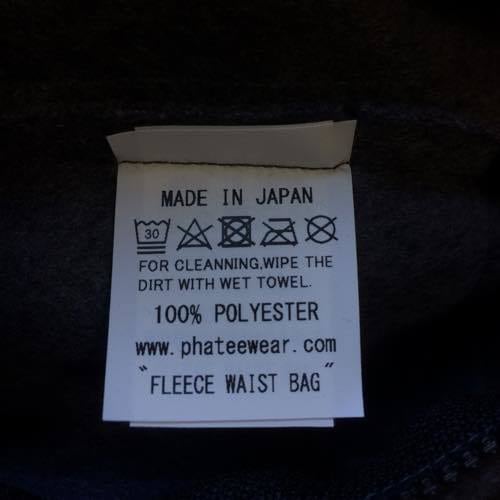 MADE IN JAPAN
30
FOR CLEANNING,WIPE THE
DIRT WITH WET TOWEL.
100% POLYESTER
www.phateewear.com
"FLEECE WAIST BAG"